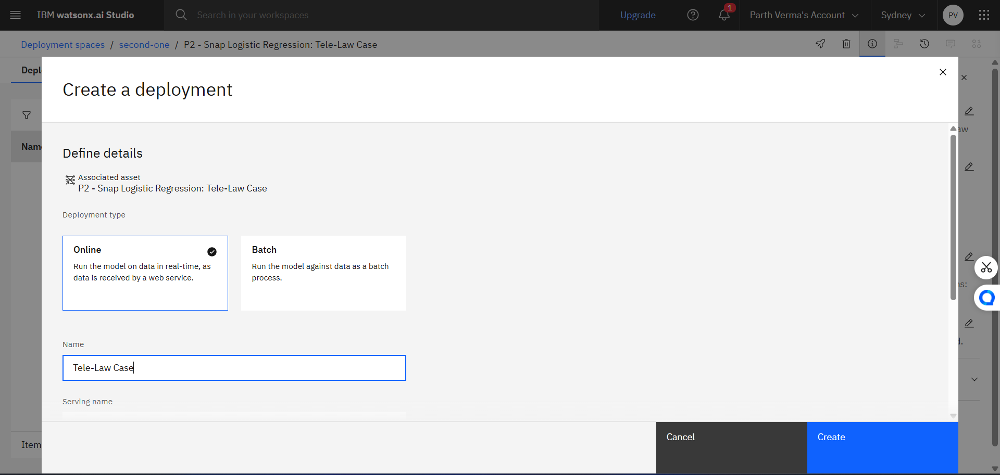 IBM watsonx.ai Studio
Search in your workspaces
Upgrade
1
Parth Verma's Account
Sydney
PV
Deployment spaces / second-one / P2 - Snap Logistic Regression: Tele-Law Case
Depl
Create a deployment
Name
aw
Define details
Associated asset
P2 - Snap Logistic Regression: Tele-Law Case
Deployment type
Online
Run the model on data in real-time, as
data is received by a web service.
Batch
Run the model against data as a batch
process.
ns:
Name
d.
Tele-Law Case
Serving name
Item
Cancel
Create